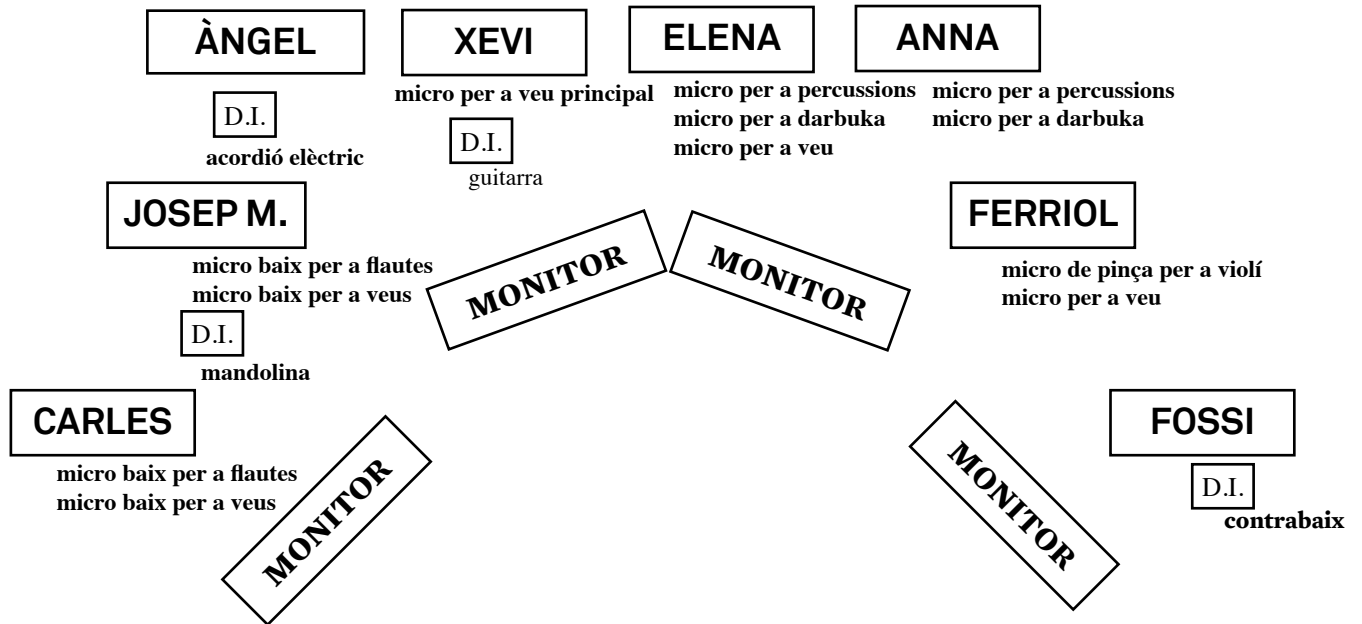 ÀNGEL
D.I.
acordió elèctric
XEVI
micro per a veu principal
D.I.
guitarra
ELENA
micro per a percussions
micro per a darbuka
micro per a veu
ANNA
micro per a percussions
micro per a darbuka
JOSEP M.
micro baix per a flautes
micro baix per a veus
D.I.
mandolina
MONITOR
MONITOR
FERRIOL
micro de pinça per a violí
micro per a veu
CARLES
micro baix per a flautes
micro baix per a veus
MONITOR
MONITOR
FOSSI
D.I.
contrabaix